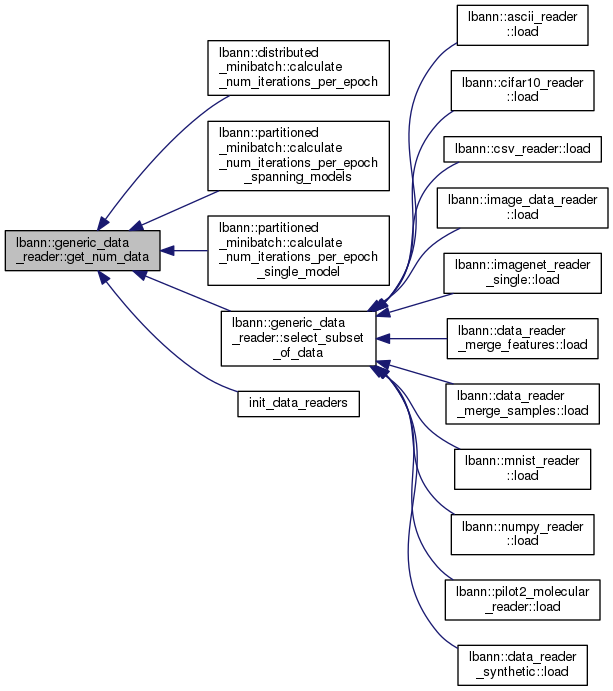 lbann::generic_data
_reader::get_num_data
lbann::distributed
_minibatch::calculate
_num_iterations_per_epoch
lbann::partitioned
_minibatch::calculate
_num_iterations_per_epoch
_spanning_models
lbann::partitioned
_minibatch::calculate
_num_iterations_per_epoch
_single_model
lbann::generic_data
_reader::select_subset
_of_data
init_data_readers
lbann::ascii_reader
::load
lbann::cifar10_reader
::load
lbann::csv_reader::load
lbann::image_data_reader
::load
lbann::imagenet_reader
_single::load
lbann::data_reader
_merge_features::load
lbann::data_reader
_merge_samples::load
lbann::mnist_reader
::load
lbann::numpy_reader
::load
lbann::pilot2_molecular
_reader::load
lbann::data_reader
_synthetic::load